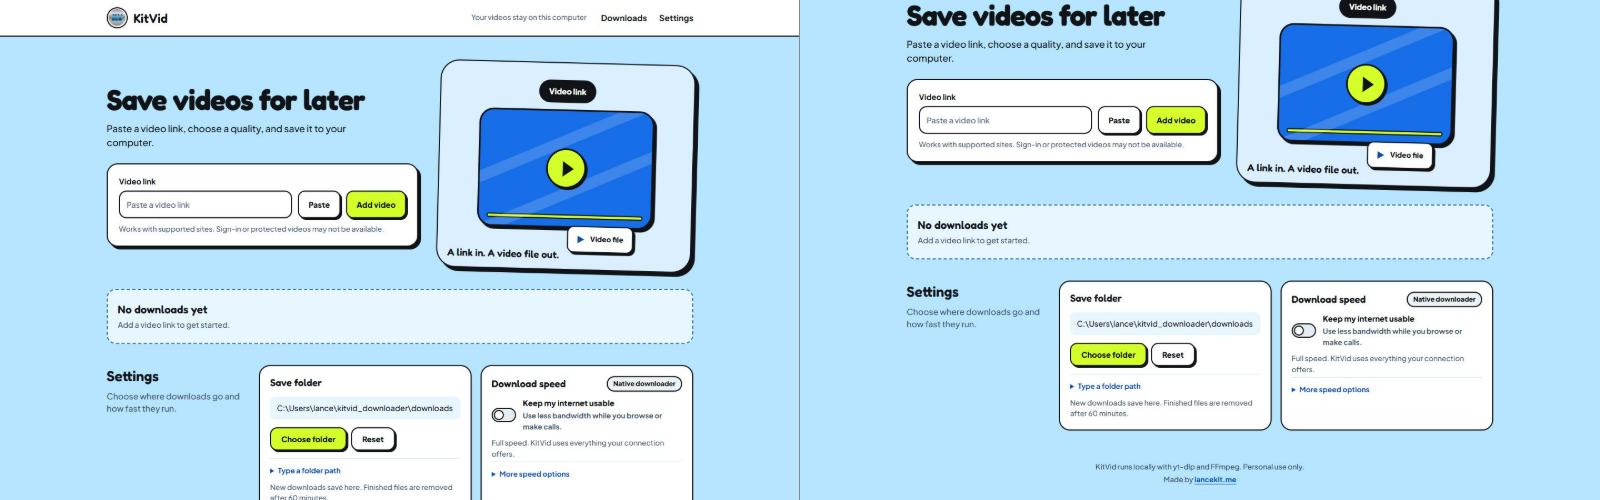 KitVid
Your videos stay on this computer
Downloads
Settings
Save videos for later
Paste a video link, choose a quality, and save it to your
computer.
Video link
Paste a video link
Paste
Add video
Works with supported sites. Sign-in or protected videos may not be available.
Video link
Video file
A link in. A video file out.
No downloads yet
Add a video link to get started.
Settings
Choose where downloads go and
how fast they run.
Save folder
C:\Users\lance\kitvid_downloader\downloads
Choose folder
Reset
Type a folder path
New downloads save here. Finished files are removed
after 60 minutes.
Download speed
Native downloader
Keep my internet usable
Use less bandwidth while you browse or
make calls.
Full speed. KitVid uses everything your connection
offers.
More speed options
Save videos for later
Paste a video link, choose a quality, and save it to your
computer.
Video link
Paste a video link
Paste
Add video
Works with supported sites. Sign-in or protected videos may not be available.
Video link
Video file
A link in. A video file out.
No downloads yet
Add a video link to get started.
Settings
Choose where downloads go and
how fast they run.
Save folder
C:\Users\lance\kitvid_downloader\downloads
Choose folder
Reset
Type a folder path
New downloads save here. Finished files are removed
after 60 minutes.
Download speed
Native downloader
Keep my internet usable
Use less bandwidth while you browse or
make calls.
Full speed. KitVid uses everything your connection
offers.
More speed options
KitVid runs locally with yt-dlp and FFmpeg. Personal use only.
Made by lancekit.me